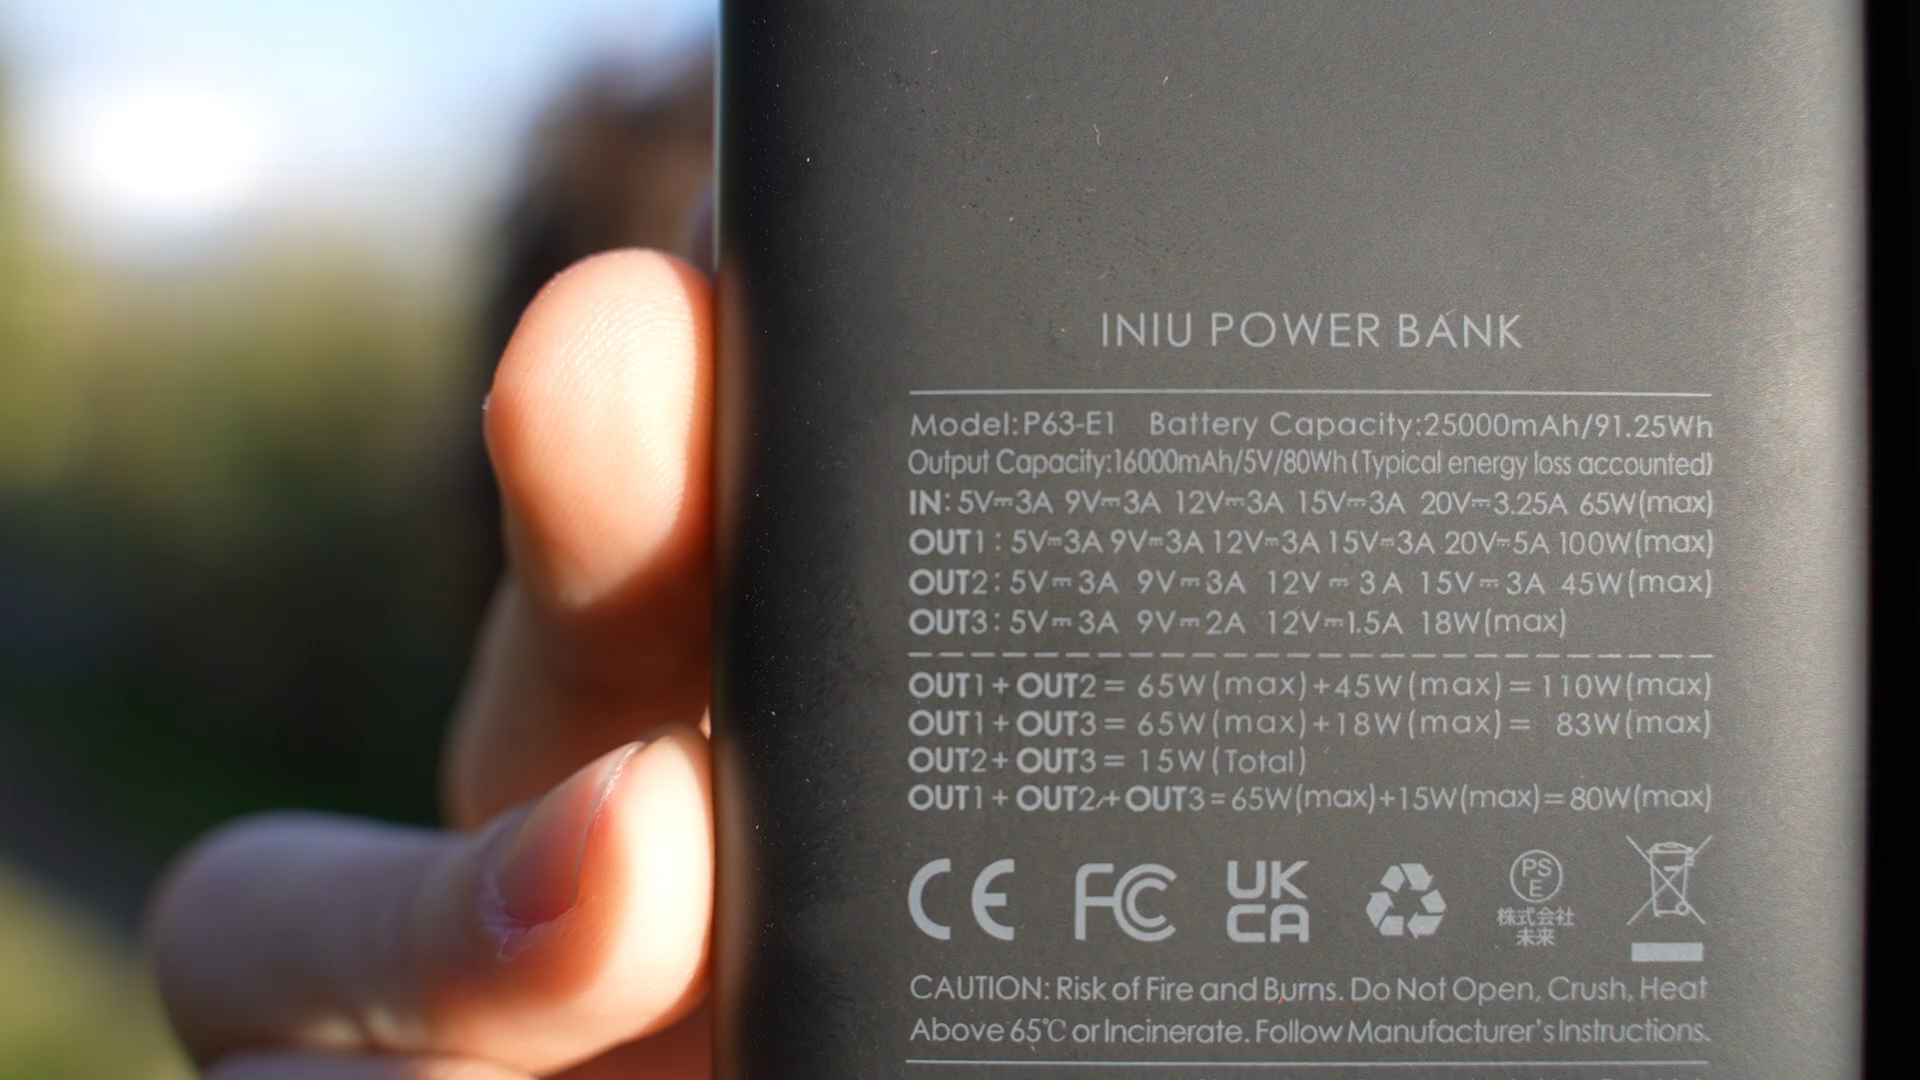 INIU POWER BANK
Model:P63-E1 Battery Capacity:25000mAh/91.25Wh
Output Capacity:16000mAh/5V/80Wh(Typical energy loss accounted)
IN: 5V⎓3A 9V⎓3A 12V⎓3A 15V⎓3A 20V⎓3.25A 65W(max)
OUT1: 5V⎓3A 9V⎓3A 12V⎓3A 15V⎓3A 20V⎓5A 100W(max)
OUT2: 5V⎓3A 9V⎓3A 12V⎓3A 15V⎓3A 45W(max)
OUT3: 5V⎓3A 9V⎓2A 12V⎓1.5A 18W(max)
OUT1+OUT2= 65W(max)+45W(max)= 110W(max)
OUT1+OUT3= 65W(max)+18W(max)= 83W(max)
OUT2+OUT3= 15W(Total)
OUT1+OUT2+OUT3=65W(max)+15W(max)=80W(max)
CE FC UK CA PS E
株式会社
未来
CAUTION: Risk of Fire and Burns. Do Not Open, Crush, Heat
Above 65℃ or Incinerate. Follow Manufacturer's Instructions.